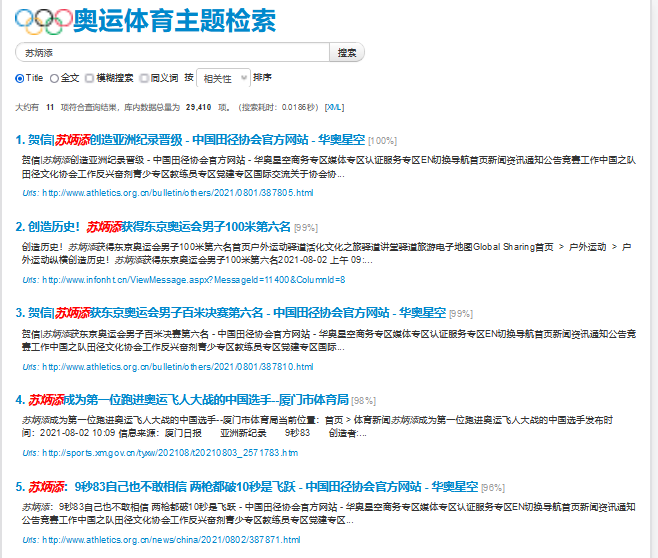 奥运体育主题检索
苏炳添 搜索
Title 全文 模糊搜索 同义词 按 相关性 排序
大约有 11 项符合查询结果，库内数据总量为 29,410 项。（搜索耗时：0.0186秒） [XML]
1. 贺信|苏炳添创造亚洲纪录晋级 - 中国田径协会官方网站 - 华奥星空 [100%]
贺信|苏炳添创造亚洲纪录晋级 - 中国田径协会官方网站 - 华奥星空商务专区媒体专区认证服务专区EN切换导航首页新闻资讯通知公告竞赛工作中国之队
田径文化协会工作反兴奋剂青少专区教练员专区党建专区国际交流关于协会协...
Urls: http://www.athletics.org.cn/bulletin/others/2021/0801/387805.html
2. 创造历史！苏炳添获得东京奥运会男子100米第六名 [99%]
创造历史！苏炳添获得东京奥运会男子100米第六名首页户外运动驿道活化文化之旅驿道讲堂驿道旅游电子地图Global Sharing首页 > 户外运动 > 户
外运动纵横创造历史！苏炳添获得东京奥运会男子100米第六名2021-08-02 上午 09:...
Urls: http://www.infonht.cn/ViewMessage.aspx?MessageId=11400&ColumnId=8
3. 贺信|苏炳添获东京奥运会男子百米决赛第六名 - 中国田径协会官方网站 - 华奥星空 [99%]
贺信|苏炳添获东京奥运会男子百米决赛第六名 - 中国田径协会官方网站 - 华奥星空商务专区媒体专区认证服务专区EN切换导航首页新闻资讯通知公告竞
赛工作中国之队田径文化协会工作反兴奋剂青少专区教练员专区党建专区国际...
Urls: http://www.athletics.org.cn/bulletin/others/2021/0801/387810.html
4. 苏炳添成为第一位跑进奥运飞人大战的中国选手--厦门市体育局 [98%]
苏炳添成为第一位跑进奥运飞人大战的中国选手--厦门市体育局当前位置：首页 > 体育新闻苏炳添成为第一位跑进奥运飞人大战的中国选手发布时
间：2021-08-02 10:09 信息来源：厦门日报 亚洲新纪录 9秒83 创造者:...
Urls: http://sports.xm.gov.cn/tyxw/202108/t20210803_2571783.htm
5. 苏炳添：9秒83自己也不敢相信 两枪都破10秒是飞跃 - 中国田径协会官方网站 - 华奥星空 [96%]
苏炳添：9秒83自己也不敢相信 两枪都破10秒是飞跃 - 中国田径协会官方网站 - 华奥星空商务专区媒体专区认证服务专区EN切换导航首页新闻资讯通知
公告竞赛工作中国之队田径文化协会工作反兴奋剂青少专区教练员专区党建专区...
Urls: http://www.athletics.org.cn/news/china/2021/0802/387871.html